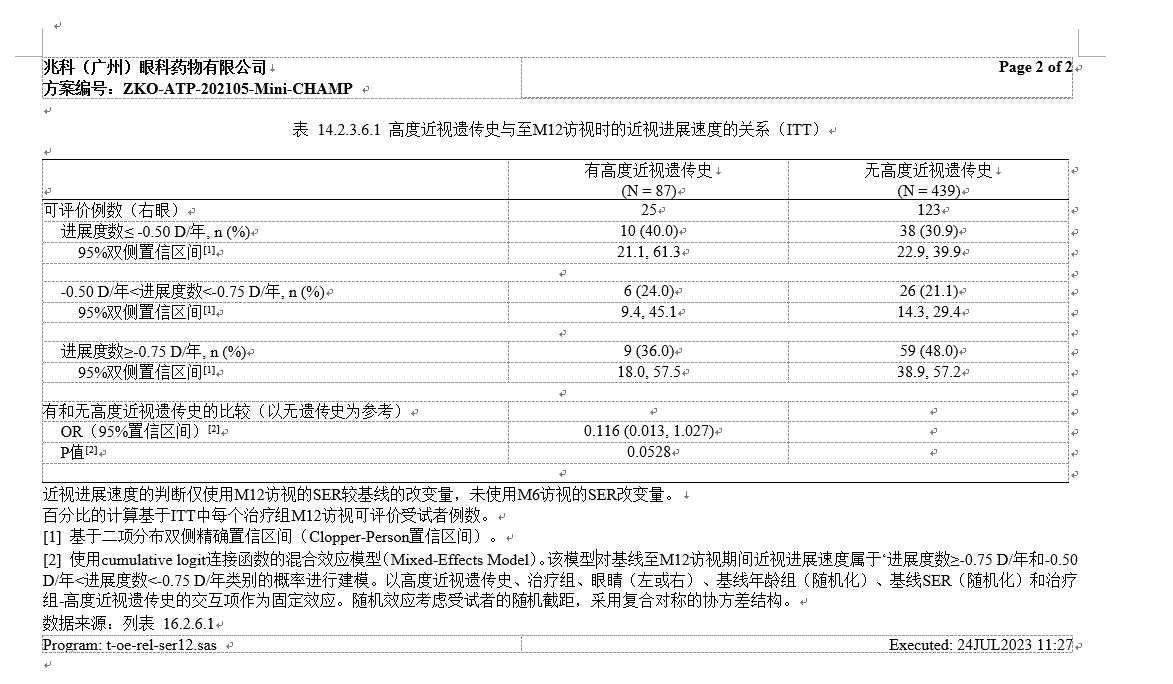 兆科（广州）眼科药物有限公司
Page 2 of 2
方案编号：ZKO-ATP-202105-Mini-CHAMP
表 14.2.3.6.1 高度近视遗传史与至M12访视时的近视进展速度的关系（ITT）
有高度近视遗传史 无高度近视遗传史
(N = 87) (N = 439)
可评价例数（右眼） 25 123
进展度数≤ -0.50 D/年, n (%) 10 (40.0) 38 (30.9)
95%双侧置信区间[1] 21.1, 61.3 22.9, 39.9
-0.50 D/年<进展度数<-0.75 D/年, n (%) 6 (24.0) 26 (21.1)
95%双侧置信区间[1] 9.4, 45.1 14.3, 29.4
进展度数≥-0.75 D/年, n (%) 9 (36.0) 59 (48.0)
95%双侧置信区间[1] 18.0, 57.5 38.9, 57.2
有和无高度近视遗传史的比较（以无遗传史为参考）
OR（95%置信区间）[2] 0.116 (0.013, 1.027)
P值[2] 0.0528
近视进展速度的判断仅使用M12访视的SER较基线的改变量，未使用M6访视的SER改变量。
百分比的计算基于ITT中每个治疗组M12访视可评价受试者例数。
[1] 基于二项分布双侧精确置信区间（Clopper-Person置信区间）。
[2] 使用cumulative logit连接函数的混合效应模型（Mixed-Effects Model）。该模型对基线至M12访视期间近视进展速度属于‘进展度数≥-0.75 D/年和-0.50
D/年<进展度数<-0.75 D/年类别的概率进行建模。以高度近视遗传史、治疗组、眼睛（左或右）、基线年龄组（随机化）、基线SER（随机化）和治疗
组-高度近视遗传史的交互项作为固定效应。随机效应考虑受试者的随机截距，采用复合对称的协方差结构。
数据来源：列表 16.2.6.1
Program: t-oe-rel-ser12.sas Executed: 24JUL2023 11:27